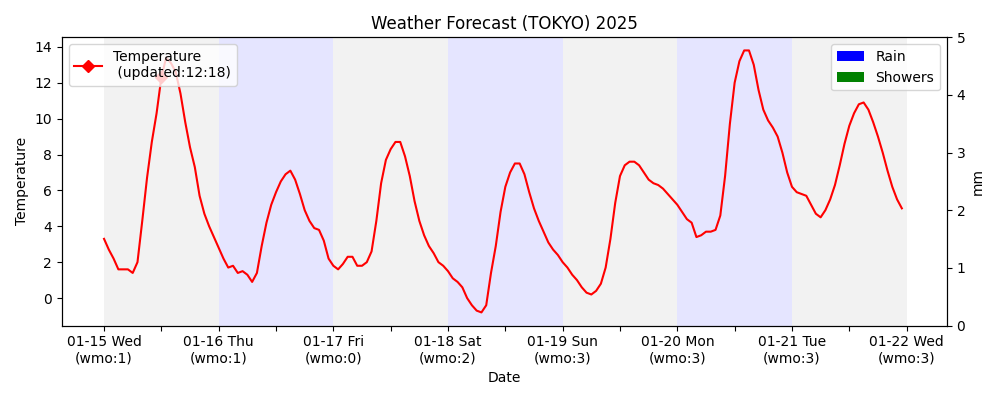 Weather Forecast (TOKYO) 2025
Temperature
(updated:12:18)
Rain
Showers
14
12
10
8
6
4
2
0
Temperature
5
4
3
2
1
0
mm
01-15 Wed
(wmo:1)
01-16 Thu
(wmo:1)
01-17 Fri
(wmo:0)
01-18 Sat
(wmo:2)
01-19 Sun
(wmo:3)
01-20 Mon
(wmo:3)
01-21 Tue
(wmo:3)
01-22 Wed
(wmo:3)
Date